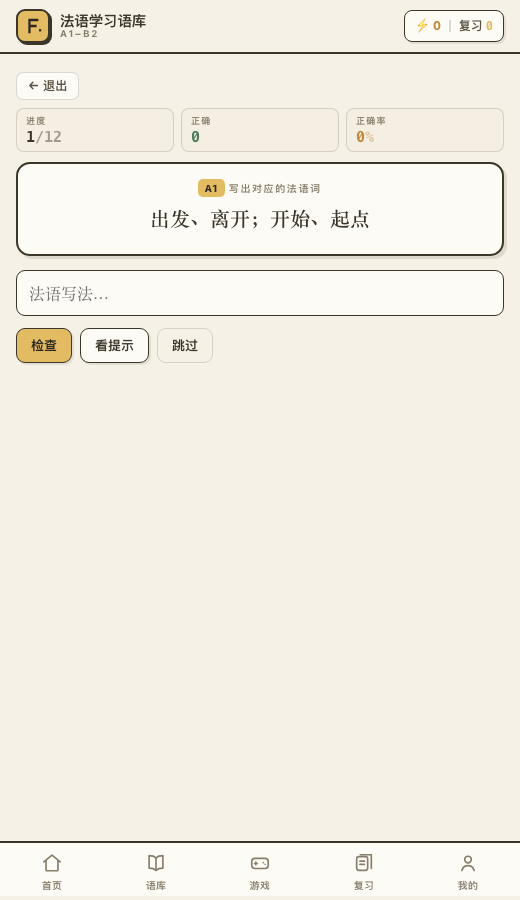 F.
法语学习语库
A1–B2
⚡ 0 | 复习 0
← 退出
进度
1/12
正确
0
正确率
0%
A1 写出对应的法语词
出发、离开；开始、起点
法语写法...
检查
看提示
跳过
首页
语库
游戏
复习
我的